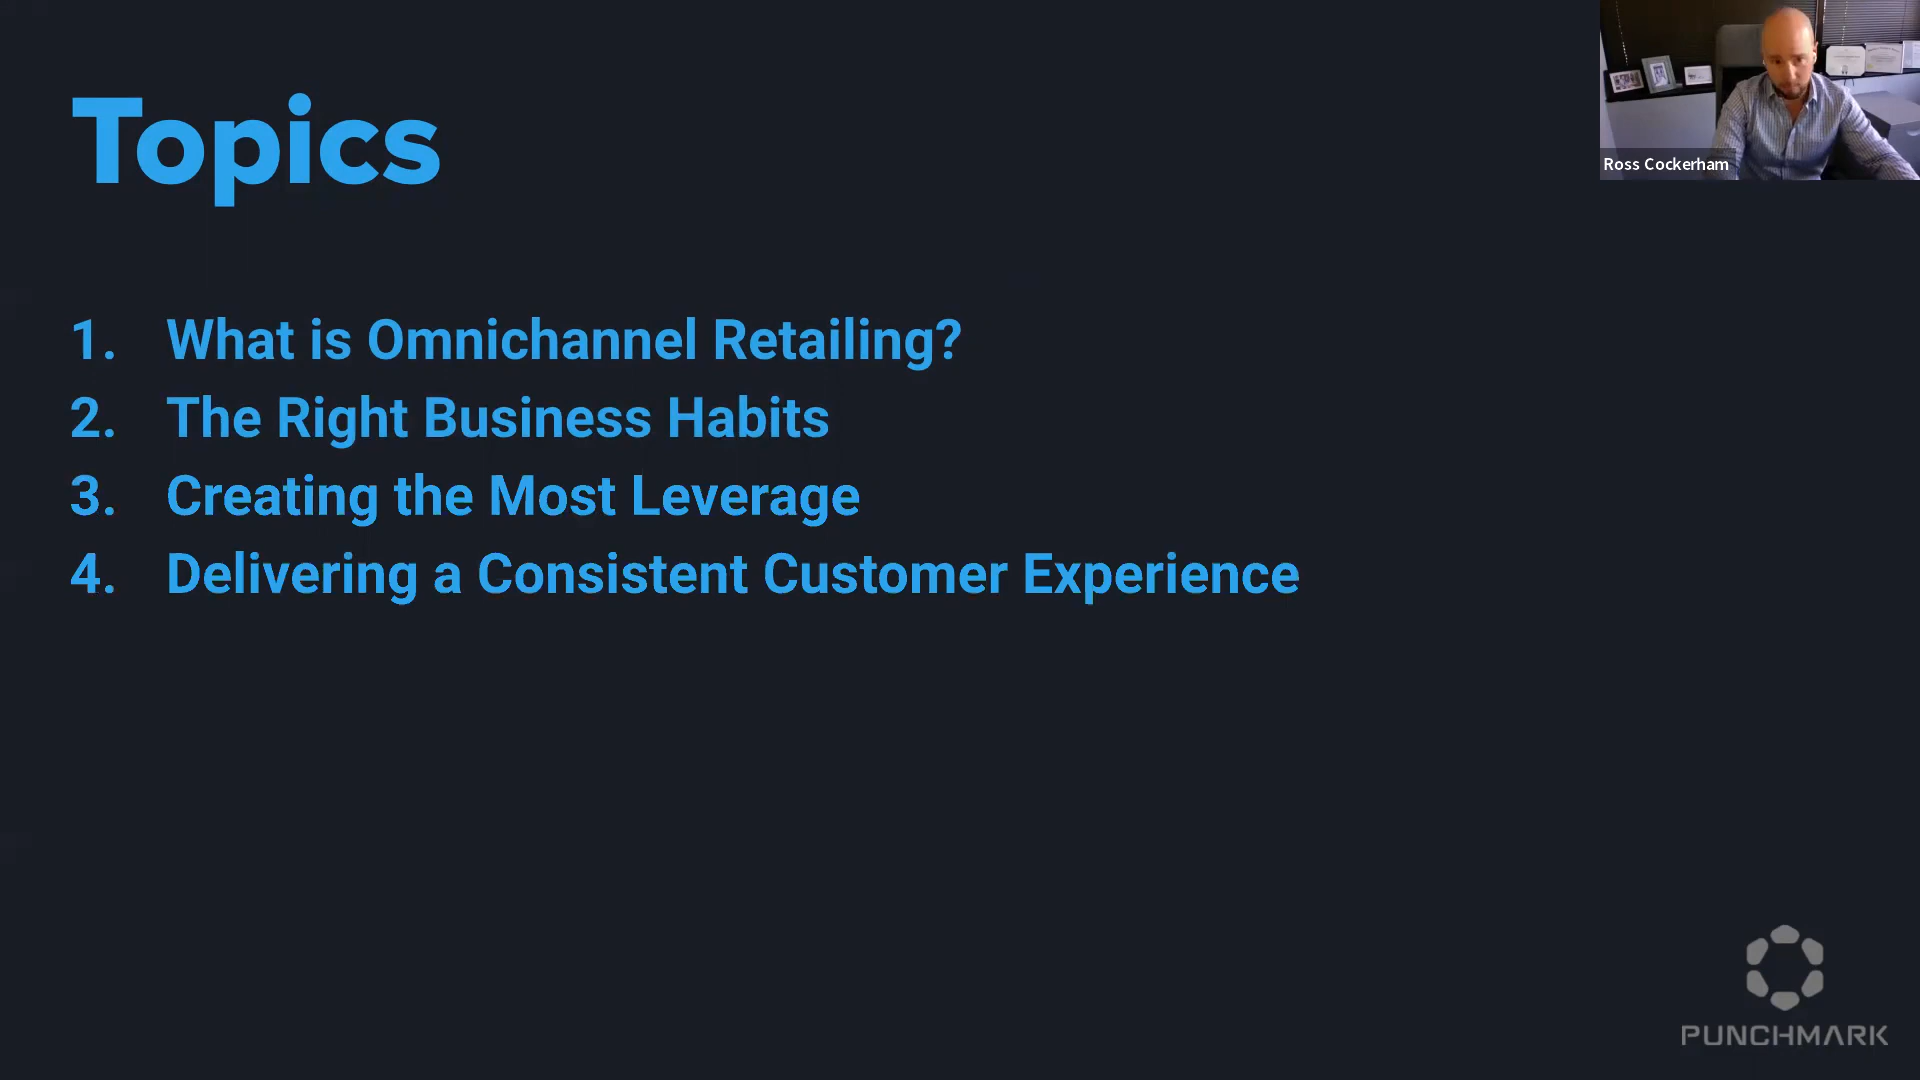 Topics
Ross Cockerham
1. What is Omnichannel Retailing?
2. The Right Business Habits
3. Creating the Most Leverage
4. Delivering a Consistent Customer Experience
PUNCHMARK